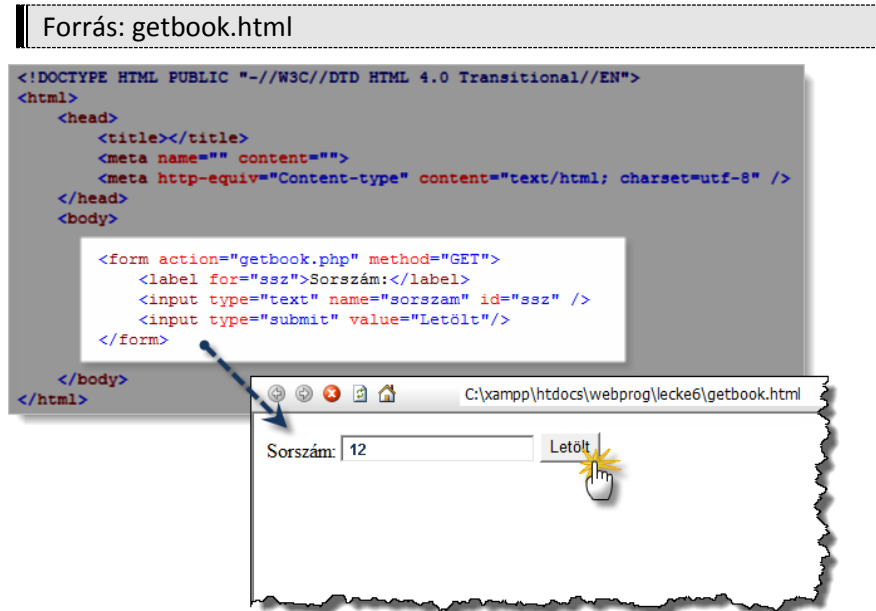 Forrás: getbook.html
<!DOCTYPE HTML PUBLIC "-//W3C//DTD HTML 4.0 Transitional//EN">
<html>
<head>
<title></title>
<meta name="" content="">
<meta http-equiv="Content-type" content="text/html; charset=utf-8" />
</head>
<body>
<form action="getbook.php" method="GET">
<label for="ssz">Sorszám:</label>
<input type="text" name="sorszam" id="ssz" />
<input type="submit" value="Letölt"/>
</form>
</body>
</html>
C:\xampp\htdocs\webprog\lecke6\getbook.html
Sorszám: 12 Letölt